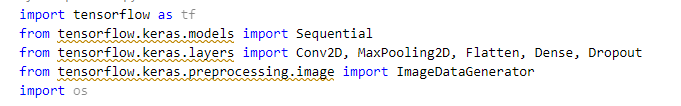 import tensorflow as tf
from tensorflow.keras.models import Sequential
from tensorflow.keras.layers import Conv2D, MaxPooling2D, Flatten, Dense, Dropout
from tensorflow.keras.preprocessing.image import ImageDataGenerator
import os